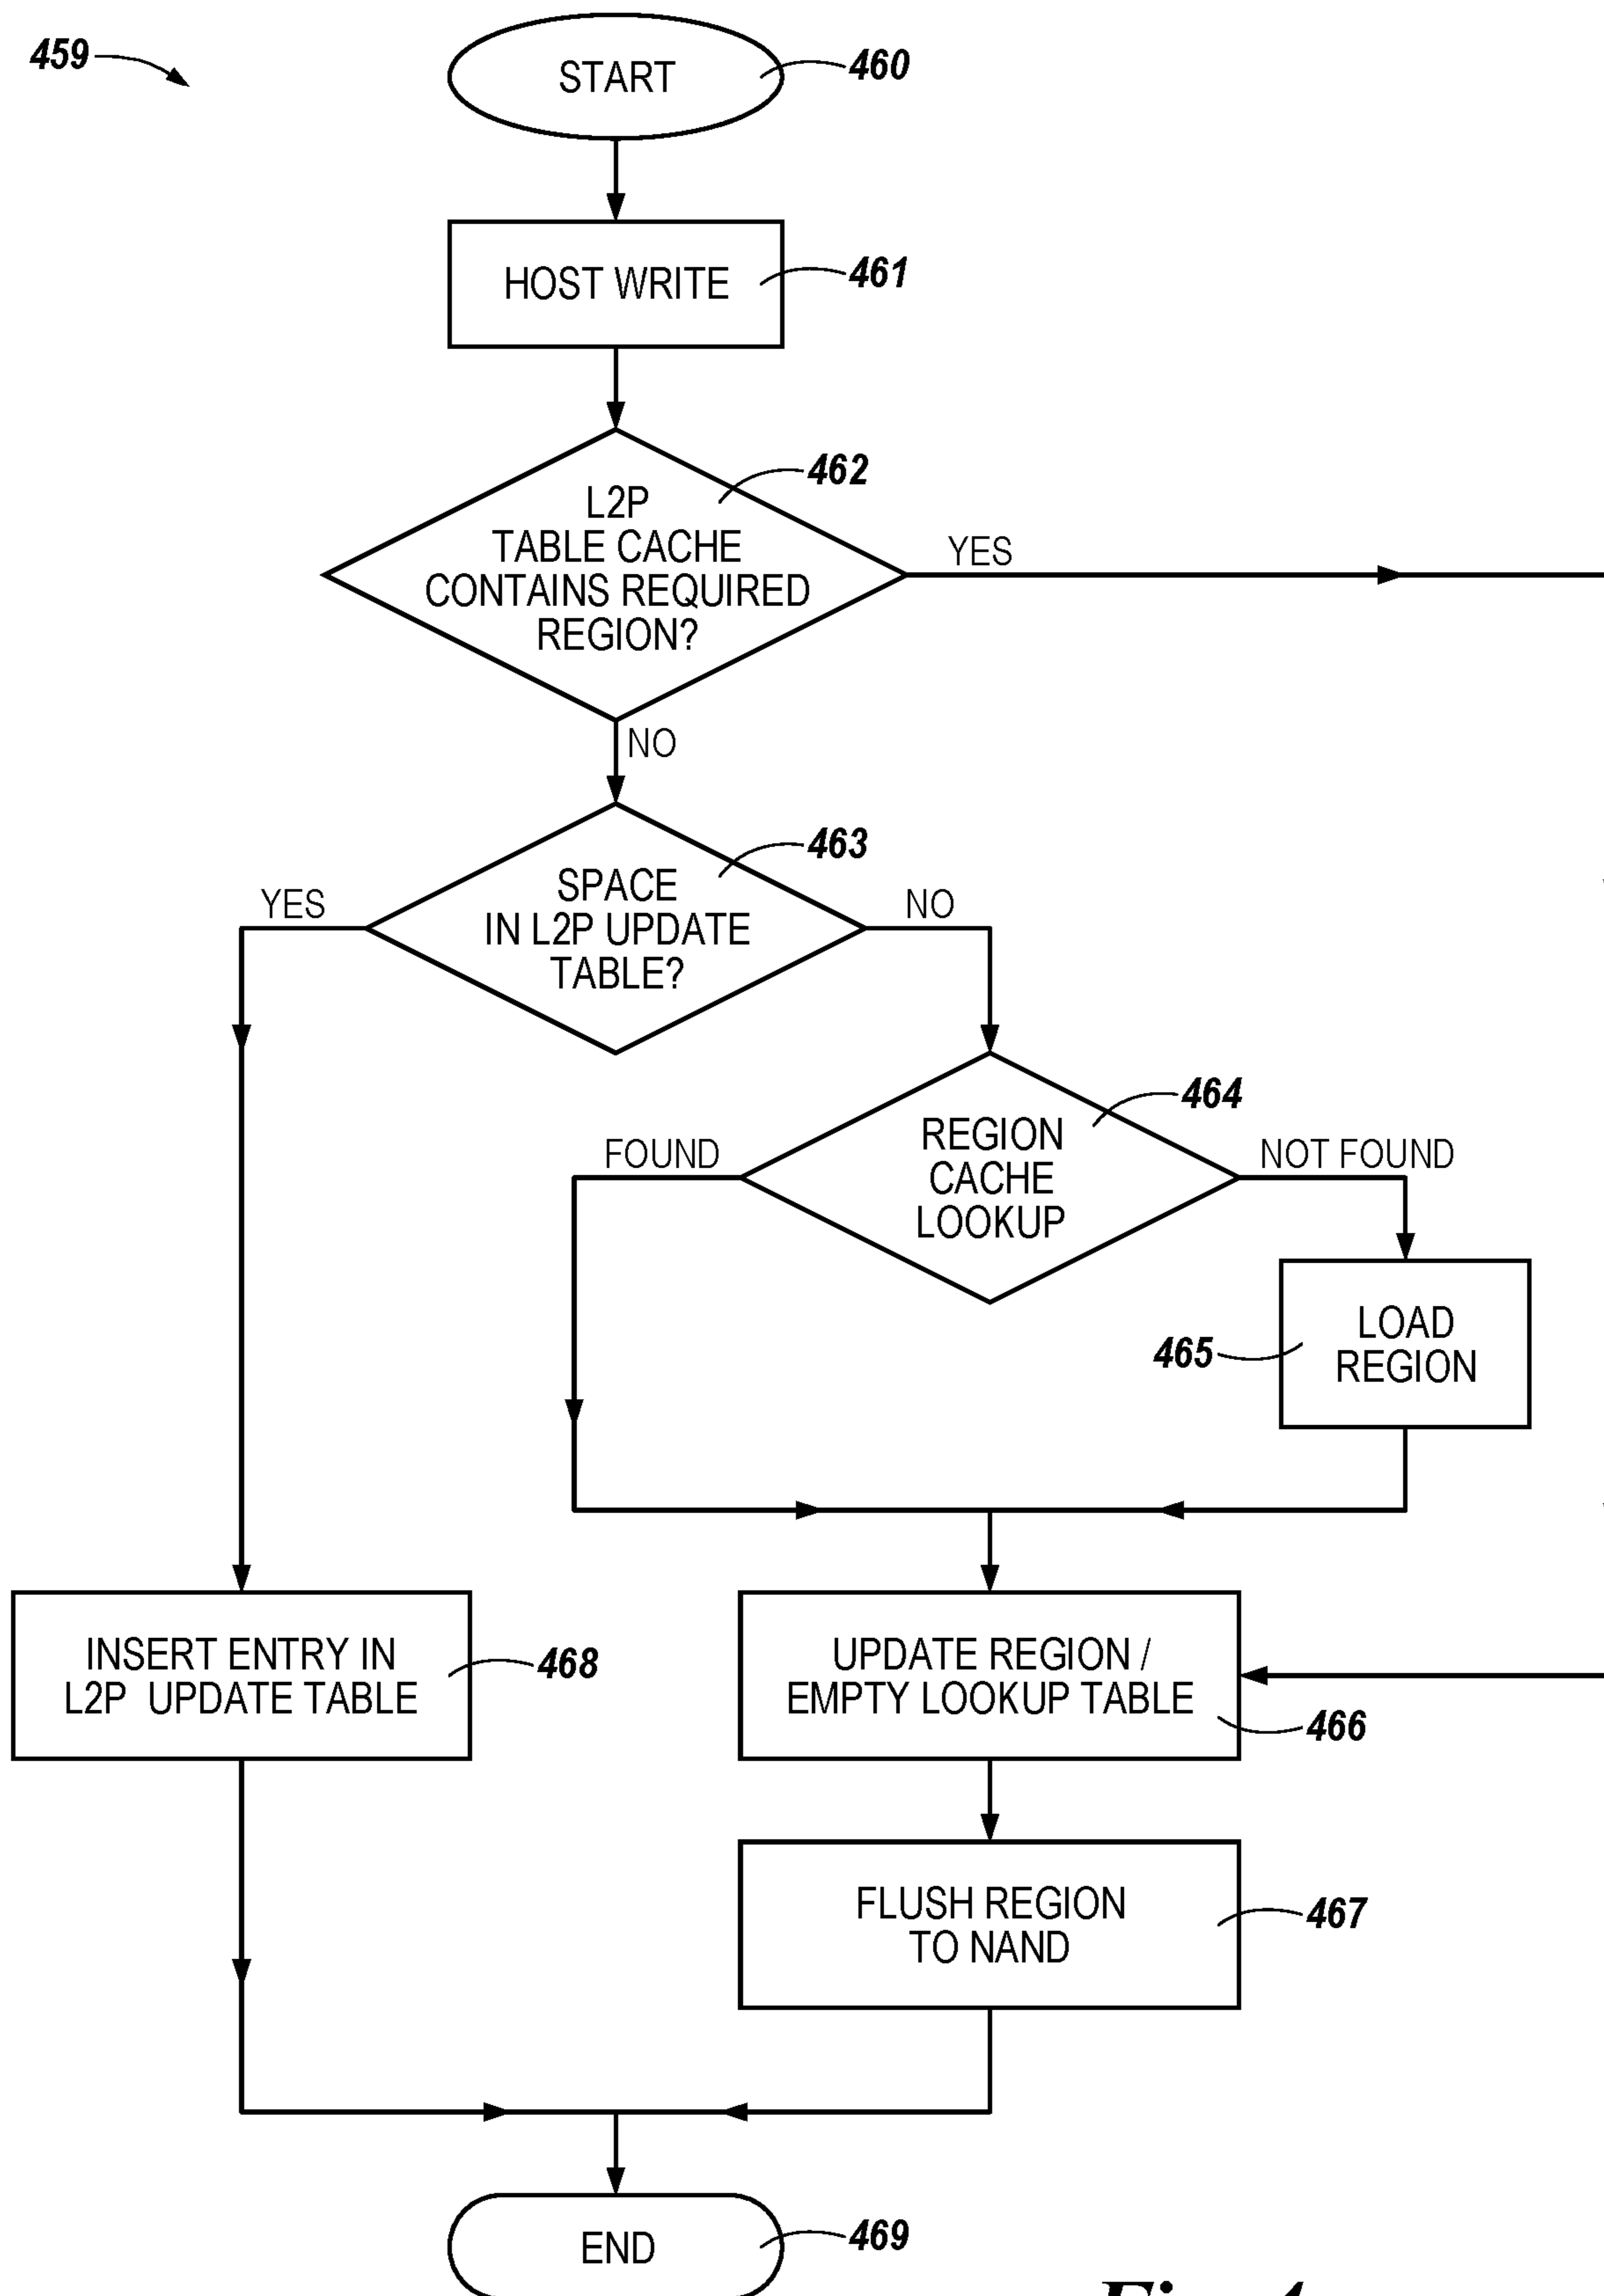 459
START
460
HOST WRITE
461
462
L2P
TABLE CACHE
CONTAINS REQUIRED
REGION?
YES
NO
463
SPACE
IN L2P UPDATE
TABLE?
YES
NO
464
REGION
CACHE
LOOKUP
FOUND
NOT FOUND
LOAD
REGION
465
INSERT ENTRY IN
L2P UPDATE TABLE
468
UPDATE REGION /
EMPTY LOOKUP TABLE
466
FLUSH REGION
TO NAND
467
END
469